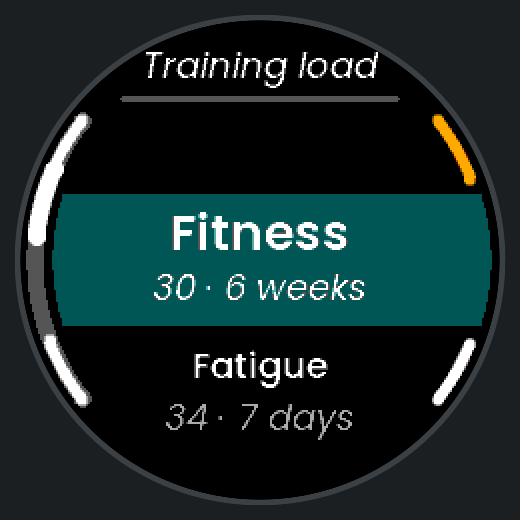 Training load
Fitness
30 · 6 weeks
Fatigue
34 · 7 days